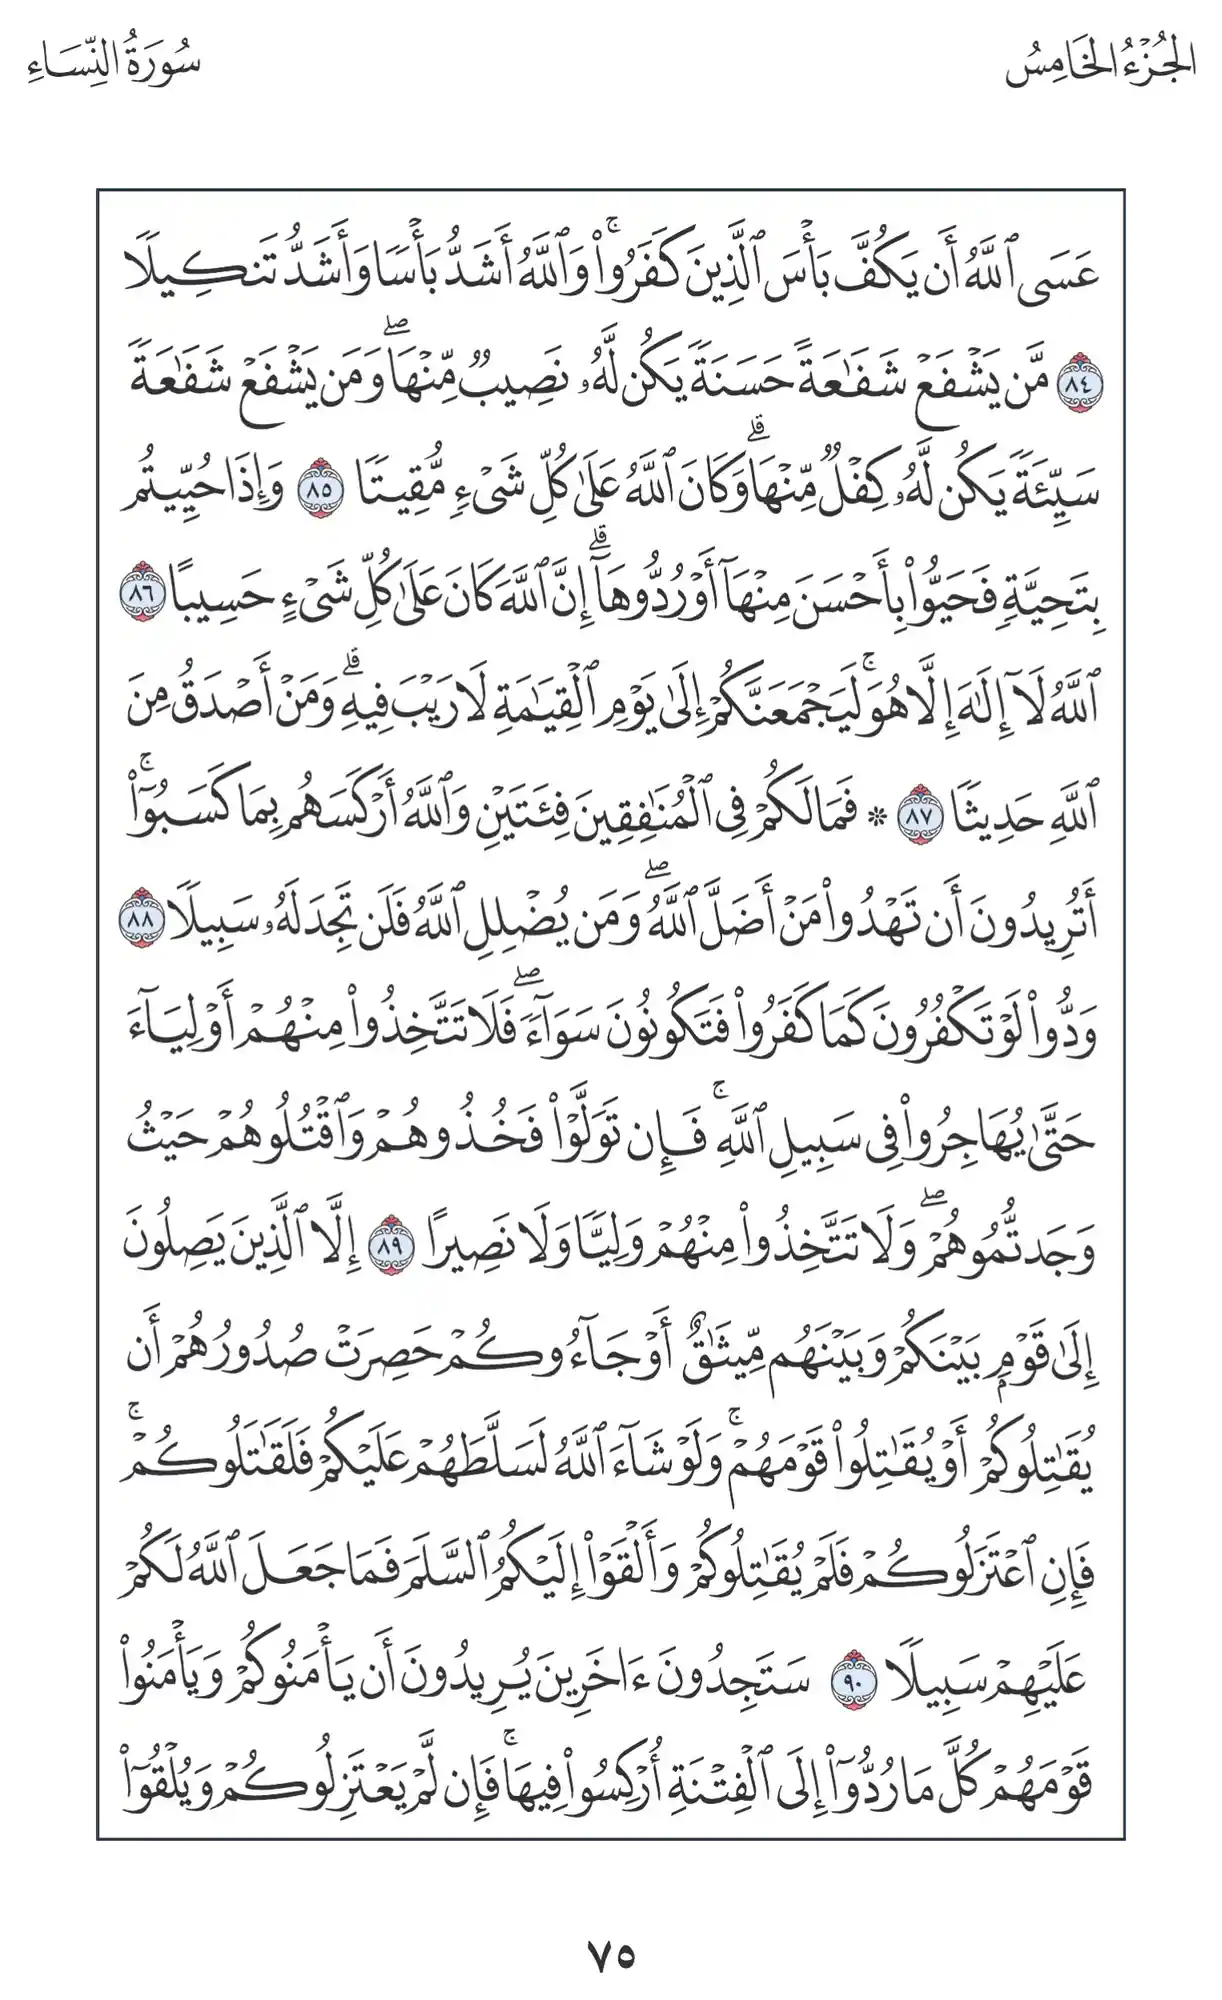 الجُزْءُ الخَامِسُ
سُورَةُ النِّسَاءِ
عَسَى ٱللَّهُ أَن يَكُفَّ بَأْسَ ٱلَّذِينَ كَفَرُوا۟ۚ وَٱللَّهُ أَشَدُّ بَأْسًا وَأَشَدُّ تَنكِيلًا
٨٤ مَّن يَشْفَعْ شَفَٰعَةً حَسَنَةً يَكُن لَّهُۥ نَصِيبٌ مِّنْهَاۖ وَمَن يَشْفَعْ شَفَٰعَةً
سَيِّئَةً يَكُن لَّهُۥ كِفْلٌ مِّنْهَاۗ وَكَانَ ٱللَّهُ عَلَىٰ كُلِّ شَىْءٍ مُّقِيتًا ٨٥ وَإِذَا حُيِّيتُم
بِتَحِيَّةٍ فَحَيُّوا۟ بِأَحْسَنَ مِنْهَآ أَوْ رُدُّوهَآۗ إِنَّ ٱللَّهَ كَانَ عَلَىٰ كُلِّ شَىْءٍ حَسِيبًا ٨٦
ٱللَّهُ لَآ إِلَٰهَ إِلَّا هُوَۚ لَيَجْمَعَنَّكُمْ إِلَىٰ يَوْمِ ٱلْقِيَٰمَةِ لَا رَيْبَ فِيهِۗ وَمَنْ أَصْدَقُ مِنَ
ٱللَّهِ حَدِيثًا ٨٧ ۞ فَمَا لَكُمْ فِى ٱلْمُنَٰفِقِينَ فِئَتَيْنِ وَٱللَّهُ أَرْكَسَهُم بِمَا كَسَبُوٓا۟ۚ
أَتُرِيدُونَ أَن تَهْدُوا۟ مَنْ أَضَلَّ ٱللَّهُۖ وَمَن يُضْلِلِ ٱللَّهُ فَلَن تَجِدَ لَهُۥ سَبِيلًا ٨٨
وَدُّوا۟ لَوْ تَكْفُرُونَ كَمَا كَفَرُوا۟ فَتَكُونُونَ سَوَآءًۖ فَلَا تَتَّخِذُوا۟ مِنْهُمْ أَوْلِيَآءَ
حَتَّىٰ يُهَاجِرُوا۟ فِى سَبِيلِ ٱللَّهِۚ فَإِن تَوَلَّوْا۟ فَخُذُوهُمْ وَٱقْتُلُوهُمْ حَيْثُ
وَجَدتُّمُوهُمْۖ وَلَا تَتَّخِذُوا۟ مِنْهُمْ وَلِيًّا وَلَا نَصِيرًا ٨٩ إِلَّا ٱلَّذِينَ يَصِلُونَ
إِلَىٰ قَوْمٍۭ بَيْنَكُمْ وَبَيْنَهُم مِّيثَٰقٌ أَوْ جَآءُوكُمْ حَصِرَتْ صُدُورُهُمْ أَن
يُقَٰتِلُوكُمْ أَوْ يُقَٰتِلُوا۟ قَوْمَهُمْۚ وَلَوْ شَآءَ ٱللَّهُ لَسَلَّطَهُمْ عَلَيْكُمْ فَلَقَٰتَلُوكُمْۚ
فَإِنِ ٱعْتَزَلُوكُمْ فَلَمْ يُقَٰتِلُوكُمْ وَأَلْقَوْا۟ إِلَيْكُمُ ٱلسَّلَمَ فَمَا جَعَلَ ٱللَّهُ لَكُمْ
عَلَيْهِمْ سَبِيلًا ٩٠ سَتَجِدُونَ ءَاخَرِينَ يُرِيدُونَ أَن يَأْمَنُوكُمْ وَيَأْمَنُوا۟
قَوْمَهُمْ كُلَّ مَا رُدُّوٓا۟ إِلَى ٱلْفِتْنَةِ أُرْكِسُوا۟ فِيهَاۚ فَإِن لَّمْ يَعْتَزِلُوكُمْ وَيُلْقُوٓا۟
٧٥